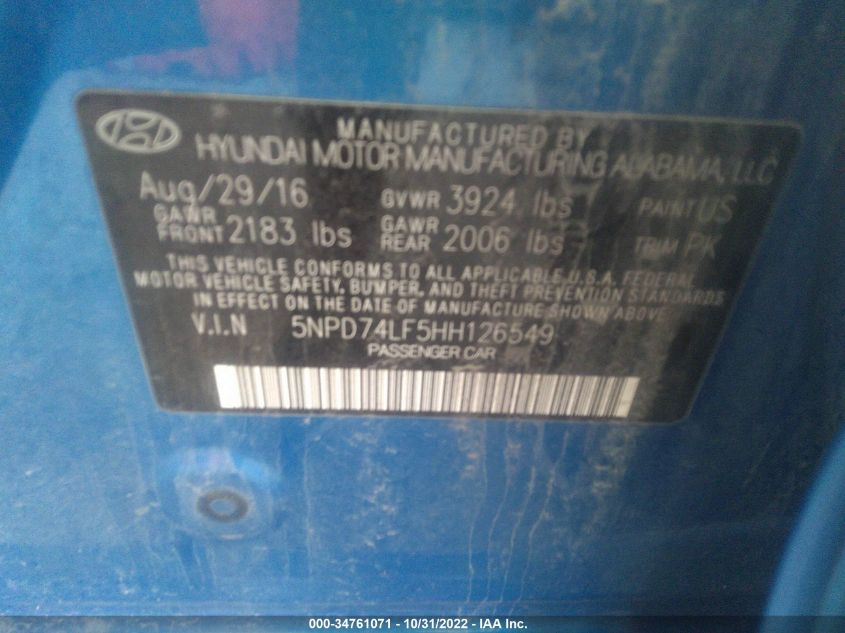 MANUFACTURED BY
HYUNDAI MOTOR MANUFACTURING ALABAMA, LLC
Aug/29/16 GVWR 3924 lbs PAINT US
GAWR FRONT 2183 lbs GAWR REAR 2006 lbs TRIM PK
THIS VEHICLE CONFORMS TO ALL APPLICABLE U.S.A. FEDERAL
MOTOR VEHICLE SAFETY, BUMPER, AND THEFT PREVENTION STANDARDS
IN EFFECT ON THE DATE OF MANUFACTURE SHOWN ABOVE.
V.I.N 5NPD74LF5HH126549
PASSENGER CAR
000-34761071 - 10/31/2022 - IAA Inc.